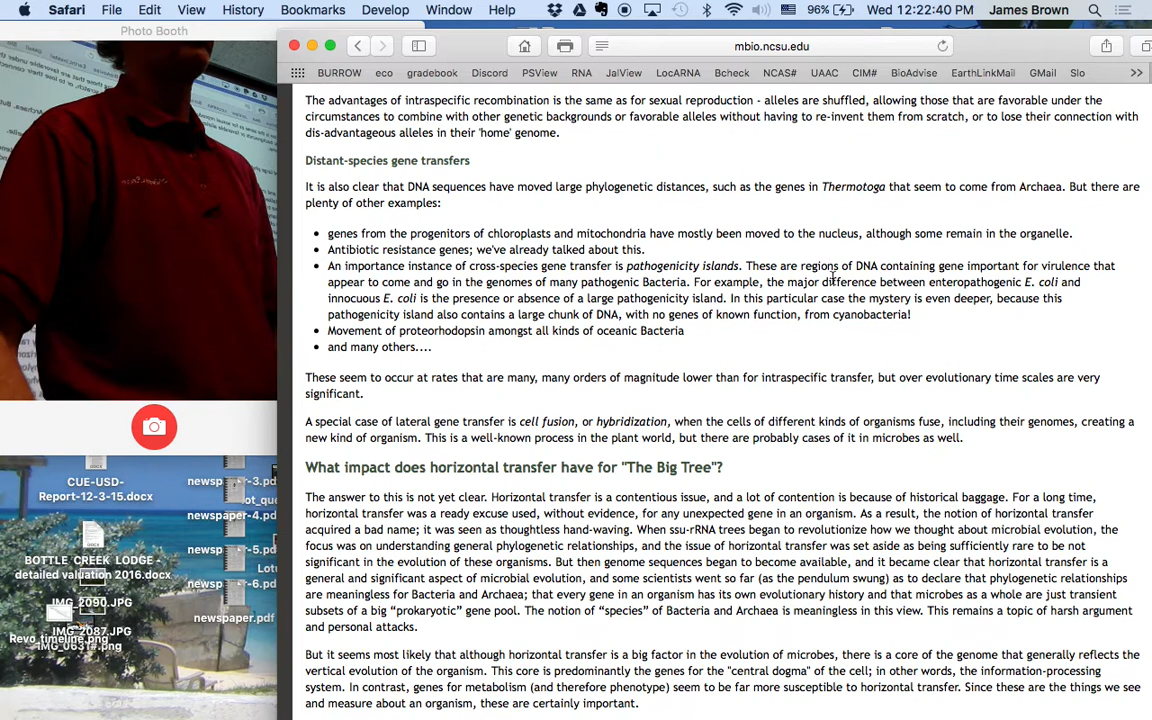 Safari File Edit View History Bookmarks Develop Window Help 96% Wed 12:22:40 PM James Brown
Photo Booth
mbio.ncsu.edu
BURROW eco gradebook Discord PSView RNA JalView LocARNA Bcheck NCAS# UAAC CIM# BioAdvise EarthLinkMail GMail Slo >>
The advantages of intraspecific recombination is the same as for sexual reproduction - alleles are shuffled, allowing those that are favorable under the
circumstances to combine with other genetic backgrounds or favorable alleles without having to re-invent them from scratch, or to lose their connection with
dis-advantageous alleles in their 'home' genome.
Distant-species gene transfers
It is also clear that DNA sequences have moved large phylogenetic distances, such as the genes in Thermotoga that seem to come from Archaea. But there are
plenty of other examples:
• genes from the progenitors of chloroplasts and mitochondria have mostly been moved to the nucleus, although some remain in the organelle.
• Antibiotic resistance genes; we've already talked about this.
• An importance instance of cross-species gene transfer is pathogenicity islands. These are regions of DNA containing gene important for virulence that
appear to come and go in the genomes of many pathogenic Bacteria. For example, the major difference between enteropathogenic E. coli and
innocuous E. coli is the presence or absence of a large pathogenicity island. In this particular case the mystery is even deeper, because this
pathogenicity island also contains a large chunk of DNA, with no genes of known function, from cyanobacteria!
• Movement of proteorhodopsin amongst all kinds of oceanic Bacteria
• and many others....
These seem to occur at rates that are many, many orders of magnitude lower than for intraspecific transfer, but over evolutionary time scales are very
significant.
A special case of lateral gene transfer is cell fusion, or hybridization, when the cells of different kinds of organisms fuse, including their genomes, creating a
new kind of organism. This is a well-known process in the plant world, but there are probably cases of it in microbes as well.
What impact does horizontal transfer have for "The Big Tree"?
The answer to this is not yet clear. Horizontal transfer is a contentious issue, and a lot of contention is because of historical baggage. For a long time,
horizontal transfer was a ready excuse used, without evidence, for any unexpected gene in an organism. As a result, the notion of horizontal transfer
acquired a bad name; it was seen as thoughtless hand-waving. When ssu-rRNA trees began to revolutionize how we thought about microbial evolution, the
focus was on understanding general phylogenetic relationships, and the issue of horizontal transfer was set aside as being sufficiently rare to be not
significant in the evolution of these organisms. But then genome sequences began to become available, and it became clear that horizontal transfer is a
general and significant aspect of microbial evolution, and some scientists went so far (as the pendulum swung) as to declare that phylogenetic relationships
are meaningless for Bacteria and Archaea; that every gene in an organism has its own evolutionary history and that microbes as a whole are just transient
subsets of a big “prokaryotic” gene pool. The notion of “species” of Bacteria and Archaea is meaningless in this view. This remains a topic of harsh argument
and personal attacks.
But it seems most likely that although horizontal transfer is a big factor in the evolution of microbes, there is a core of the genome that generally reflects the
vertical evolution of the organism. This core is predominantly the genes for the "central dogma" of the cell; in other words, the information-processing
system. In contrast, genes for metabolism (and therefore phenotype) seem to be far more susceptible to horizontal transfer. Since these are the things we see
and measure about an organism, these are certainly important.
CUE-USD-
Report-12-3-15.docx
BOTTLE CREEK LODGE -
detailed valuation 2016.docx
IMG_2090.JPG
IMG_2087.JPG
Revo_timeline.png
IMG_0631#.png
newsp r-3.pd
ot_quo
newspaper-4.pd
newsp r-5.pd
Lot
newsp r-6.pd
newspaper.pdf